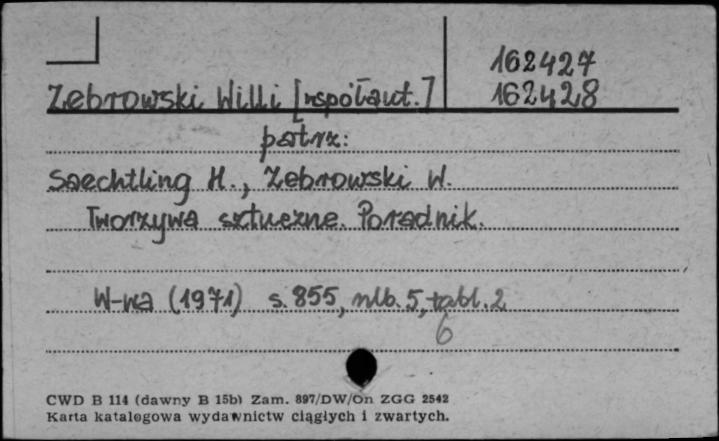 162427
Zebrowski Willi [współaut.] 162428
patrz:
Saechtling H., Zebrowski W.
Tworzywa sztuczne. Poradnik.
W-wa (1971) s. 855, nlb. 5, tabl. 2
6
CWD B 114 (dawny B 15b) Zam. 897/DW/On ZGG 2542
Karta katalogowa wydawnictw ciągłych i zwartych.